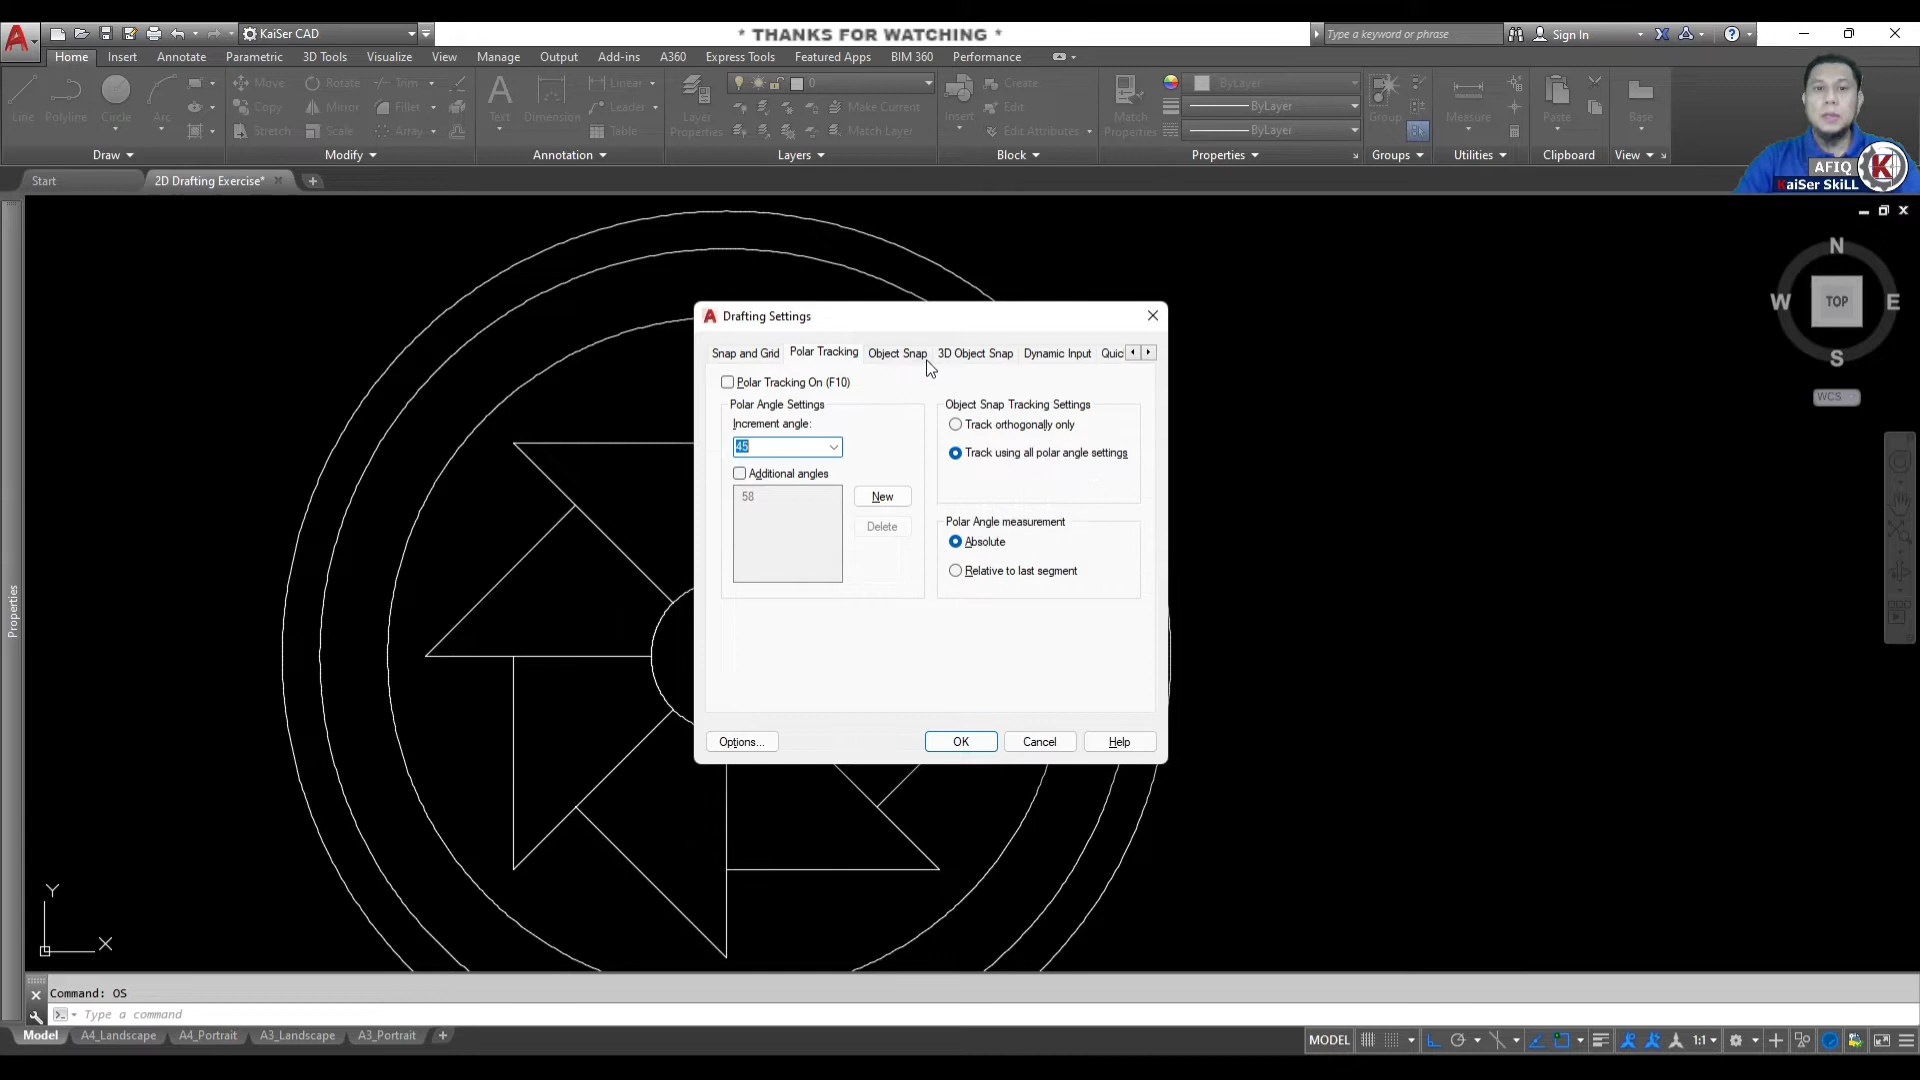 KaiSer CAD
* THANKS FOR WATCHING *
Type a keyword or phrase
Sign In
Home Insert Annotate Parametric 3D Tools Visualize View Manage Output Add-ins A360 Express Tools Featured Apps BIM 360 Performance
Line Polyline Circle Arc
Move Rotate Trim
Copy Mirror Fillet
Stretch Scale Array
Text Dimension
Linear
Leader
Table
Layer Properties
0
Make Current
Match Layer
Insert
Create
Edit
Edit Attributes
Match Properties
ByLayer
ByLayer
ByLayer
Group
Measure
Paste
Base
Draw Modify Annotation Layers Block Properties Groups Utilities Clipboard View
AFIQ
KaiSer SkiLL
K
Start 2D Drafting Exercise*
N
W TOP E
S
WCS
Properties
Drafting Settings
Snap and Grid Polar Tracking Object Snap 3D Object Snap Dynamic Input Quic
Polar Tracking On (F10)
Polar Angle Settings
Increment angle:
45
Additional angles
58
New
Delete
Object Snap Tracking Settings
Track orthogonally only
Track using all polar angle settings
Polar Angle measurement
Absolute
Relative to last segment
Options... OK Cancel Help
Y
X
Command: OS
Type a command
Model A4_Landscape A4_Portrait A3_Landscape A3_Portrait
MODEL 1:1